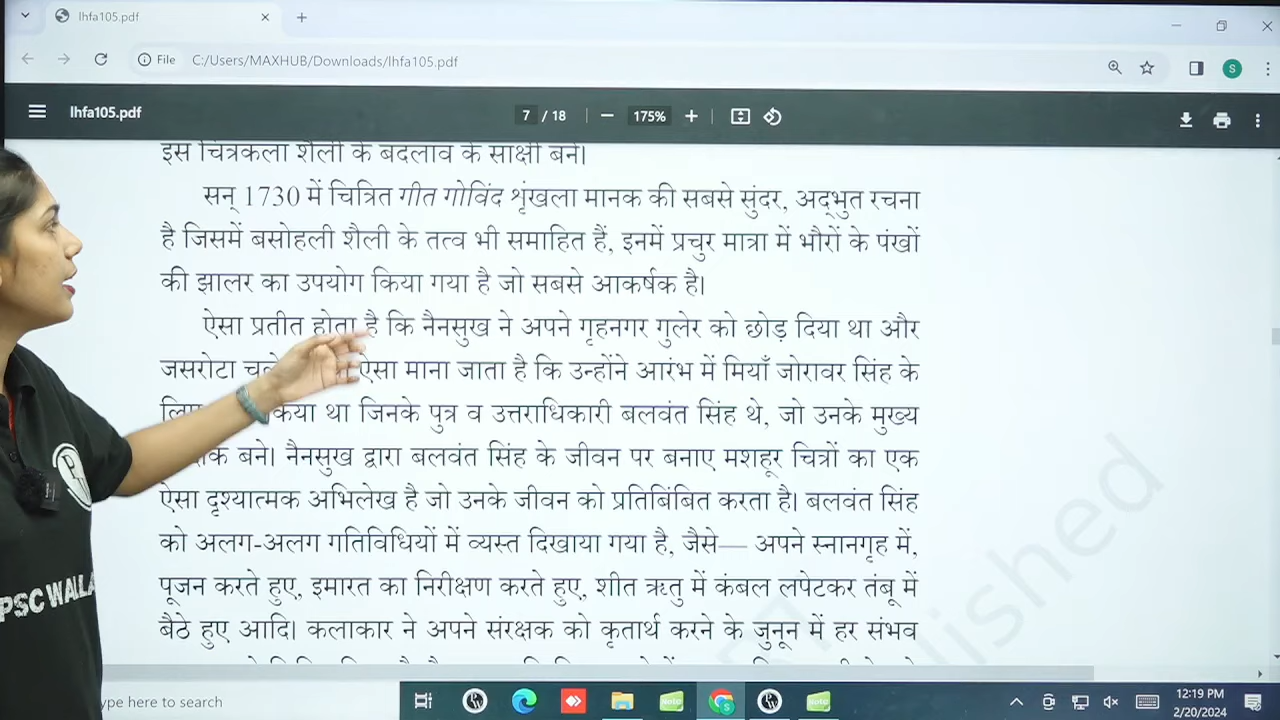 lhfa105.pdf
File C:/Users/MAXHUB/Downloads/lhfa105.pdf
S
lhfa105.pdf 7 / 18 175%
इस चित्रकला शैली के बदलाव के साक्षी बने।
सन् 1730 में चित्रित गीत गोविंद शृंखला मानक की सबसे सुंदर, अद्भुत रचना
है जिसमें बसोहली शैली के तत्व भी समाहित हैं, इनमें प्रचुर मात्रा में भौरों के पंखों
की झालर का उपयोग किया गया है जो सबसे आकर्षक है।
ऐसा प्रतीत होता है कि नैनसुख ने अपने गृहनगर गुलेर को छोड़ दिया था और
जसरोटा ऐसा माना जाता है कि उन्होंने आरंभ में मियाँ जोरावर सिंह के
किया था जिनके पुत्र व उत्तराधिकारी बलवंत सिंह थे, जो उनके मुख्य
बने। नैनसुख द्वारा बलवंत सिंह के जीवन पर बनाए मशहूर चित्रों का एक
ऐसा दृश्यात्मक अभिलेख है जो उनके जीवन को प्रतिबिंबित करता है। बलवंत सिंह
को अलग-अलग गतिविधियों में व्यस्त दिखाया गया है, जैसे— अपने स्नानगृह में,
पूजन करते हुए, इमारत का निरीक्षण करते हुए, शीत ऋतु में कंबल लपेटकर तंबू में
बैठे हुए आदि। कलाकार ने अपने संरक्षक को कृतार्थ करने के जुनून में हर संभव
PSC WALLA
ype here to search
Note
Note
12:19 PM
2/20/2024